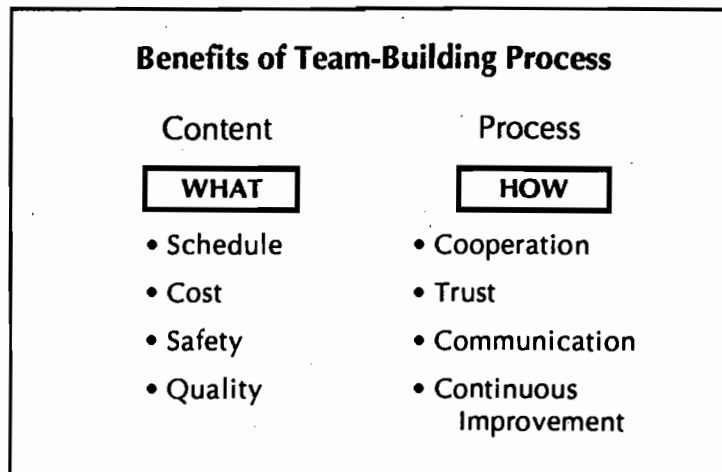 Benefits of Team-Building Process
Content
WHAT
• Schedule
• Cost
• Safety
• Quality
Process
HOW
• Cooperation
• Trust
• Communication
• Continuous
Improvement